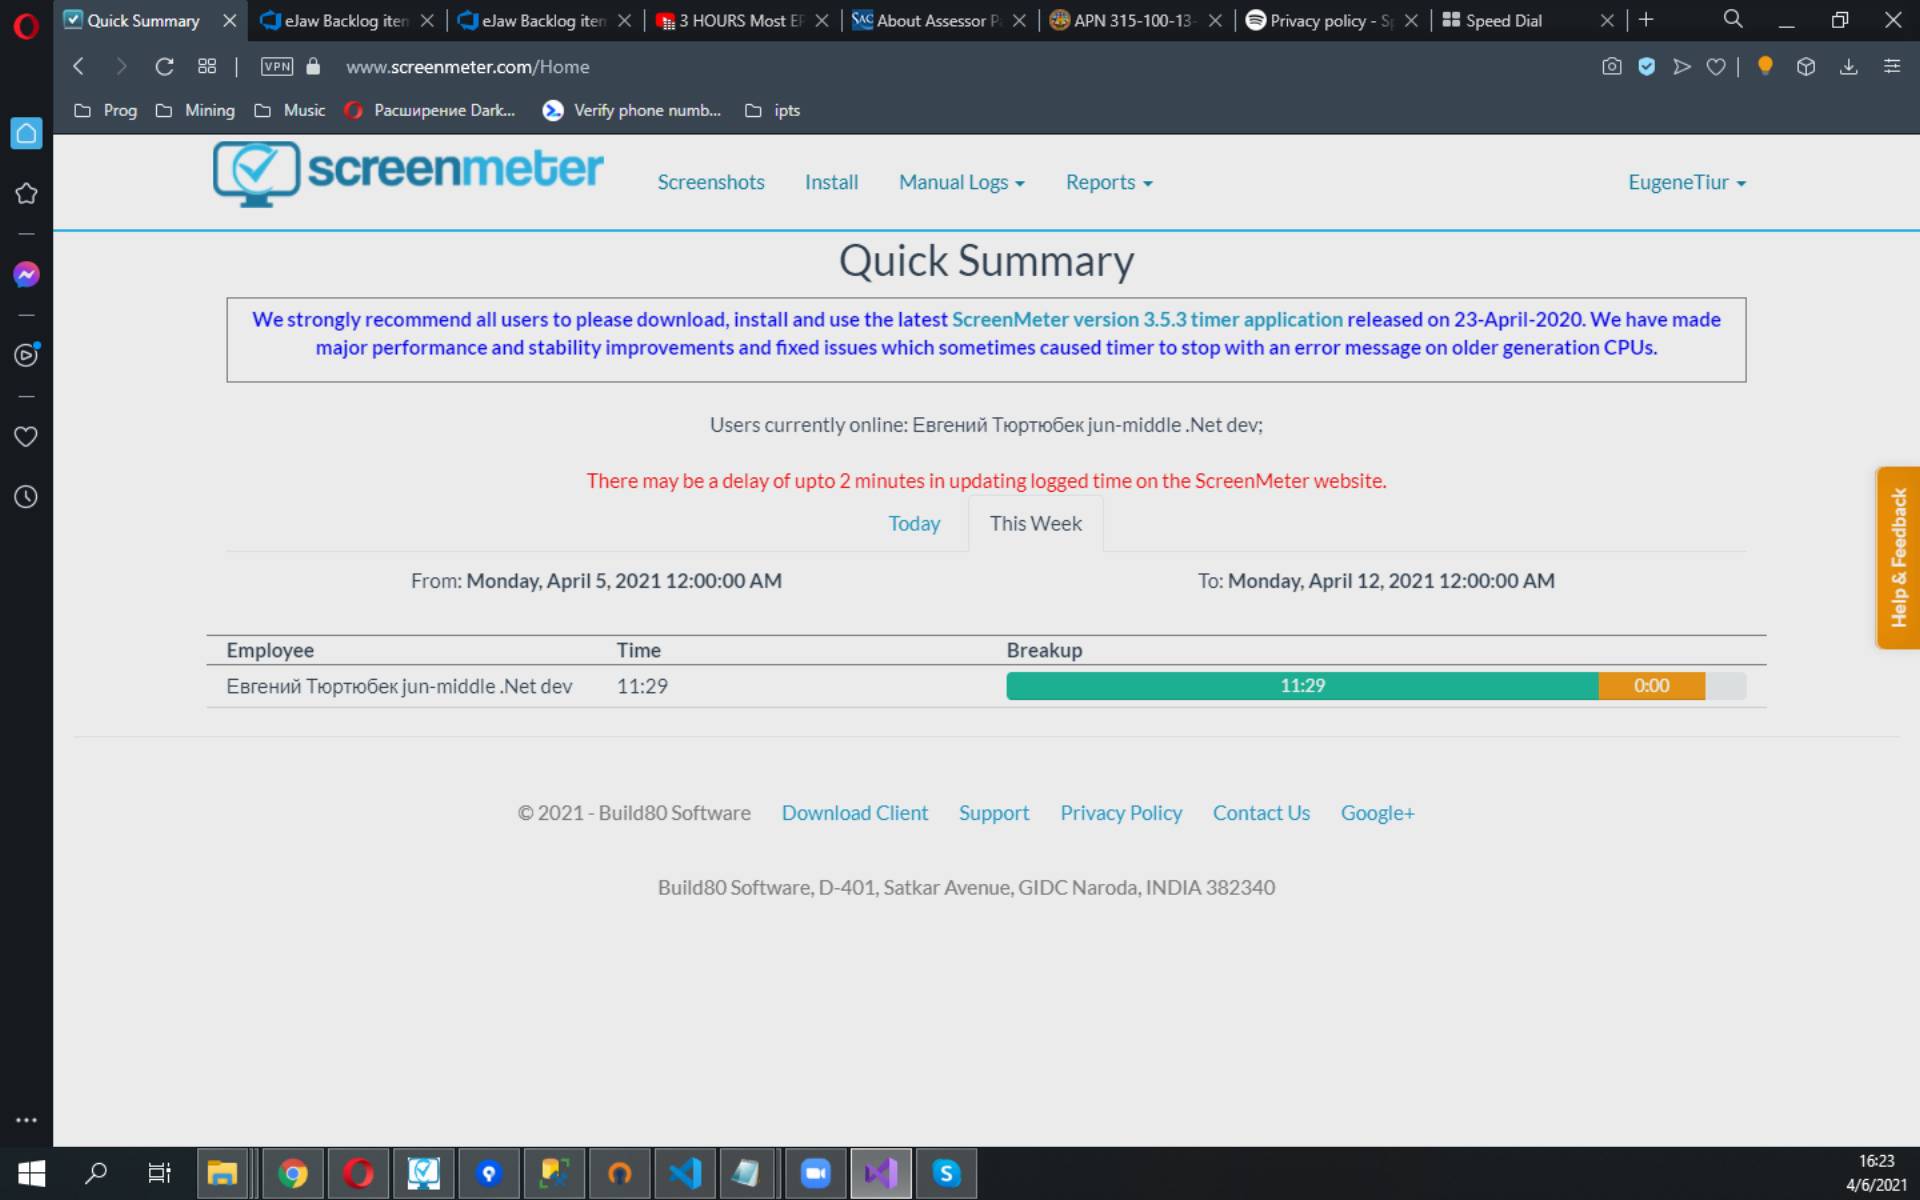 Quick Summary
eJaw Backlog iten
eJaw Backlog iten
3 HOURS Most EP
SAC About Assessor Pa
APN 315-100-13-
Privacy policy - Sp
Speed Dial
VPN www.screenmeter.com/Home
Prog Mining Music Расширение Dark... Verify phone numb... ipts
screenmeter Screenshots Install Manual Logs Reports EugeneTiur
Quick Summary
We strongly recommend all users to please download, install and use the latest ScreenMeter version 3.5.3 timer application released on 23-April-2020. We have made
major performance and stability improvements and fixed issues which sometimes caused timer to stop with an error message on older generation CPUs.
Users currently online: Евгений Тюртюбек jun-middle .Net dev;
There may be a delay of upto 2 minutes in updating logged time on the ScreenMeter website.
Today This Week
From: Monday, April 5, 2021 12:00:00 AM To: Monday, April 12, 2021 12:00:00 AM
Help & Feedback
Employee Time Breakup
Евгений Тюртюбек jun-middle .Net dev 11:29 11:29 0:00
© 2021 - Build80 Software Download Client Support Privacy Policy Contact Us Google+
Build80 Software, D-401, Satkar Avenue, GIDC Naroda, INDIA 382340
16:23
4/6/2021